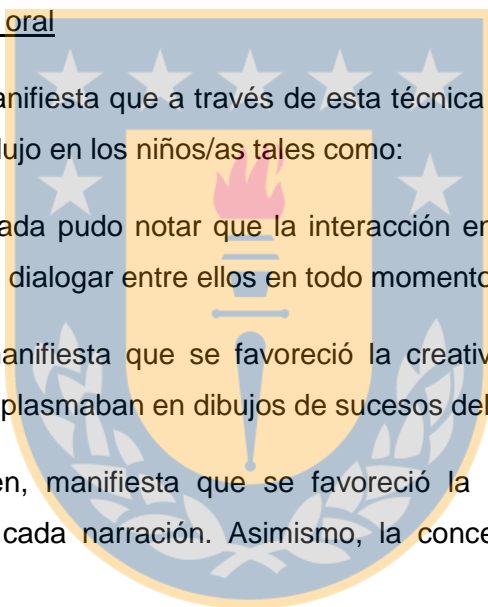 oral
anifiesta que a través de esta técnica
dujo en los niños/as tales como:
ada pudo notar que la interacción en
dialogar entre ellos en todo momento
manifiesta que se favoreció la creativ
plasmaban en dibujos de sucesos del
en, manifiesta que se favoreció la
cada narración. Asimismo, la conce